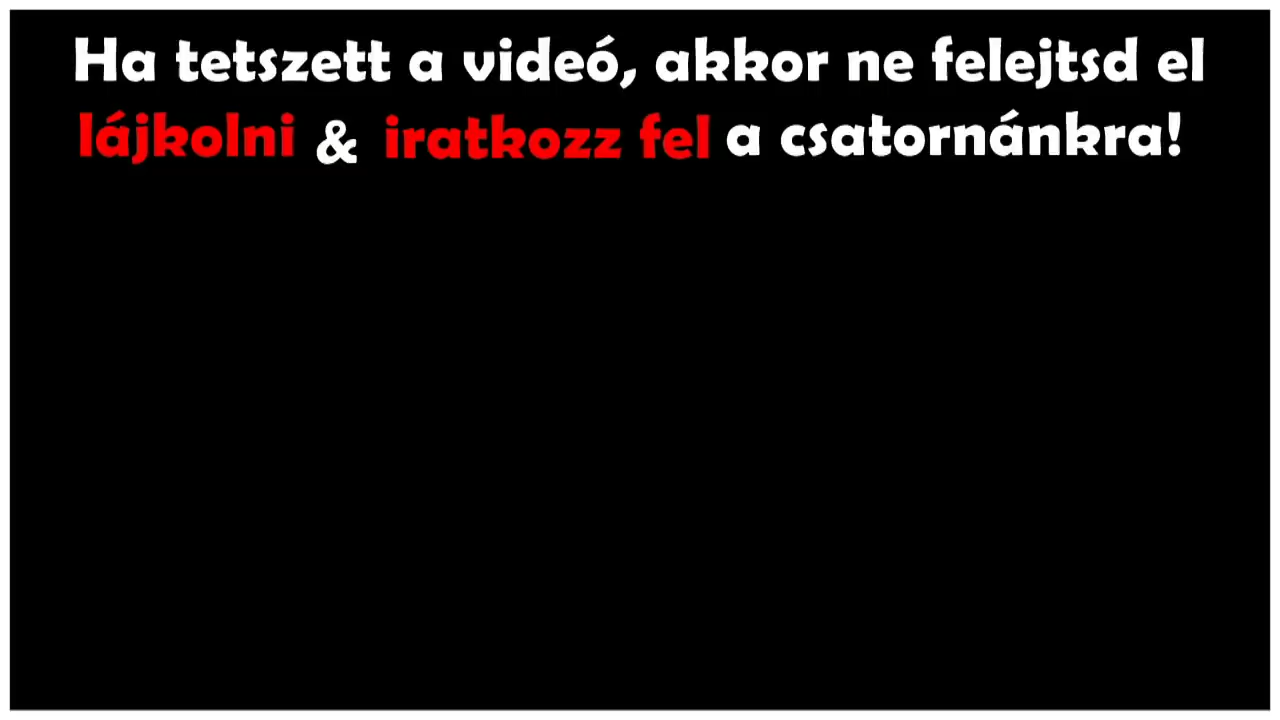 Ha tetszett a videó, akkor ne felejtsd el
lájkolni & iratkozz fel a csatornánkra!